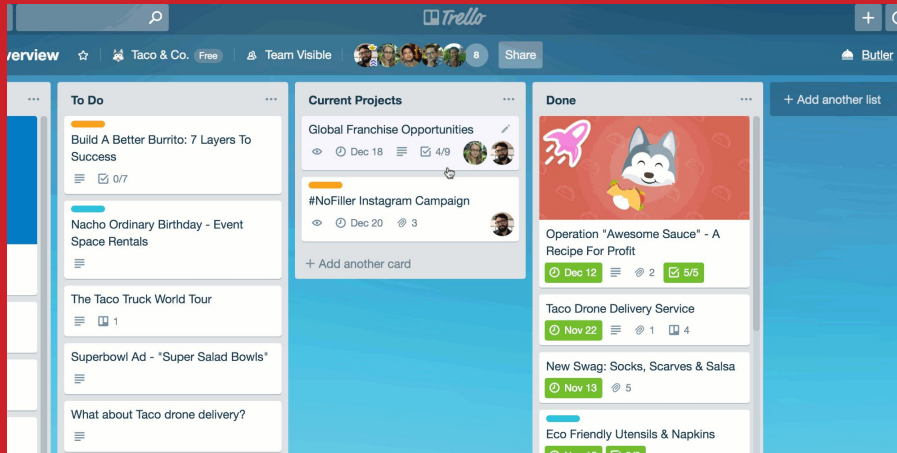 Trello
verview
Taco & Co. Free
Team Visible
8
Share
Butler
To Do
Build A Better Burrito: 7 Layers To
Success
0/7
Nacho Ordinary Birthday - Event
Space Rentals
The Taco Truck World Tour
1
Superbowl Ad - "Super Salad Bowls"
What about Taco drone delivery?
Current Projects
Global Franchise Opportunities
Dec 18 4/9
#NoFiller Instagram Campaign
Dec 20 3
+ Add another card
Done
Operation "Awesome Sauce" - A
Recipe For Profit
Dec 12 2 5/5
Taco Drone Delivery Service
Nov 22 1 4
New Swag: Socks, Scarves & Salsa
Nov 13 5
Eco Friendly Utensils & Napkins
+ Add another list